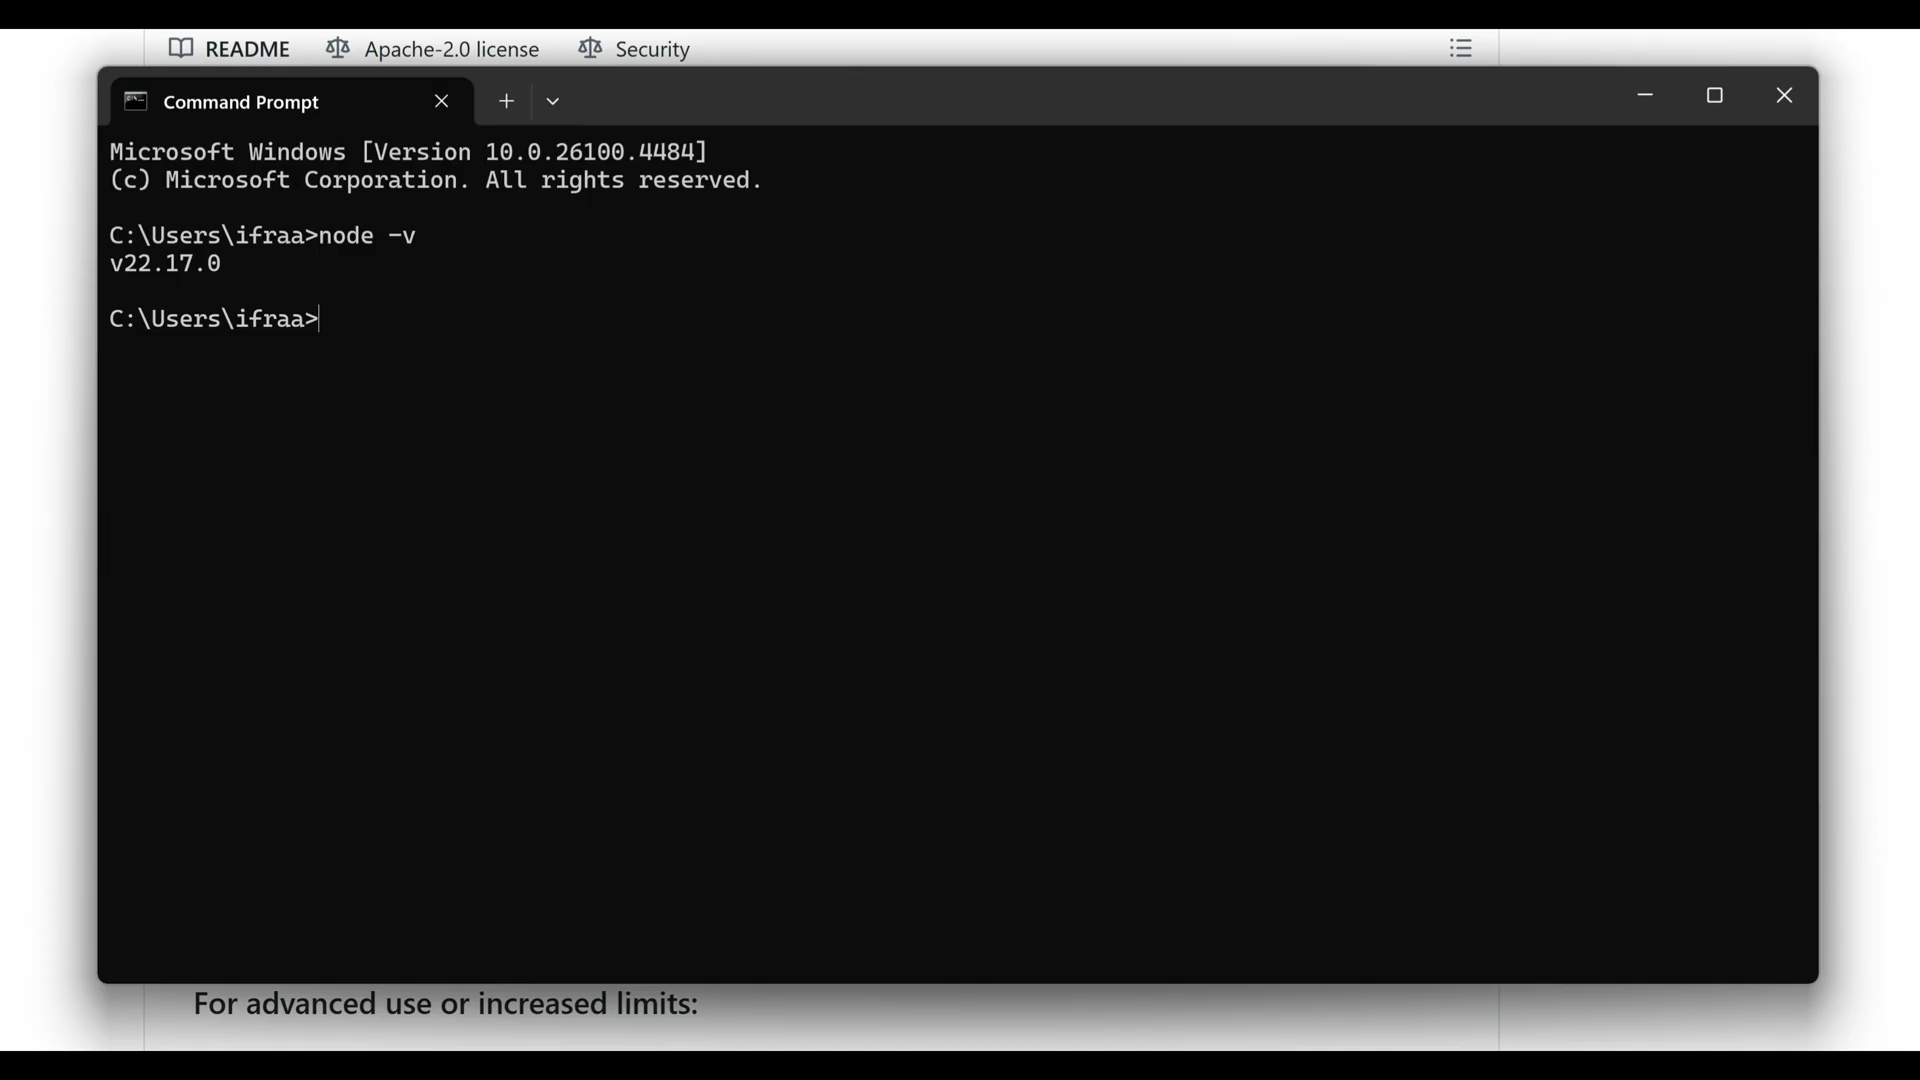 README Apache-2.0 license Security
Command Prompt
Microsoft Windows [Version 10.0.26100.4484]
(c) Microsoft Corporation. All rights reserved.
C:\Users\ifraa>node -v
v22.17.0
C:\Users\ifraa>
For advanced use or increased limits: